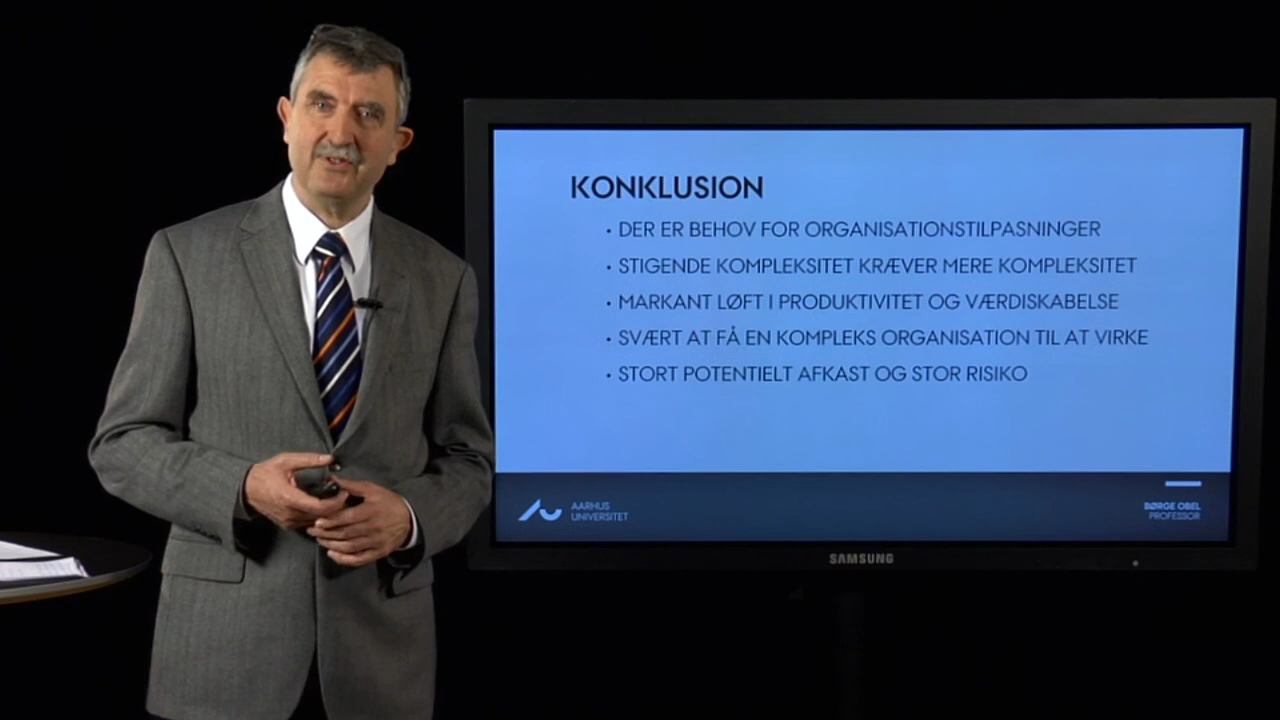 KONKLUSION
• DER ER BEHOV FOR ORGANISATIONSTILPASNINGER
• STIGENDE KOMPLEKSITET KRÆVER MERE KOMPLEKSITET
• MARKANT LØFT I PRODUKTIVITET OG VÆRDISKABELSE
• SVÆRT AT FÅ EN KOMPLEKS ORGANISATION TIL AT VIRKE
• STORT POTENTIELT AFKAST OG STOR RISIKO
AARHUS
UNIVERSITET
BØRGE OBEL
PROFESSOR
SAMSUNG